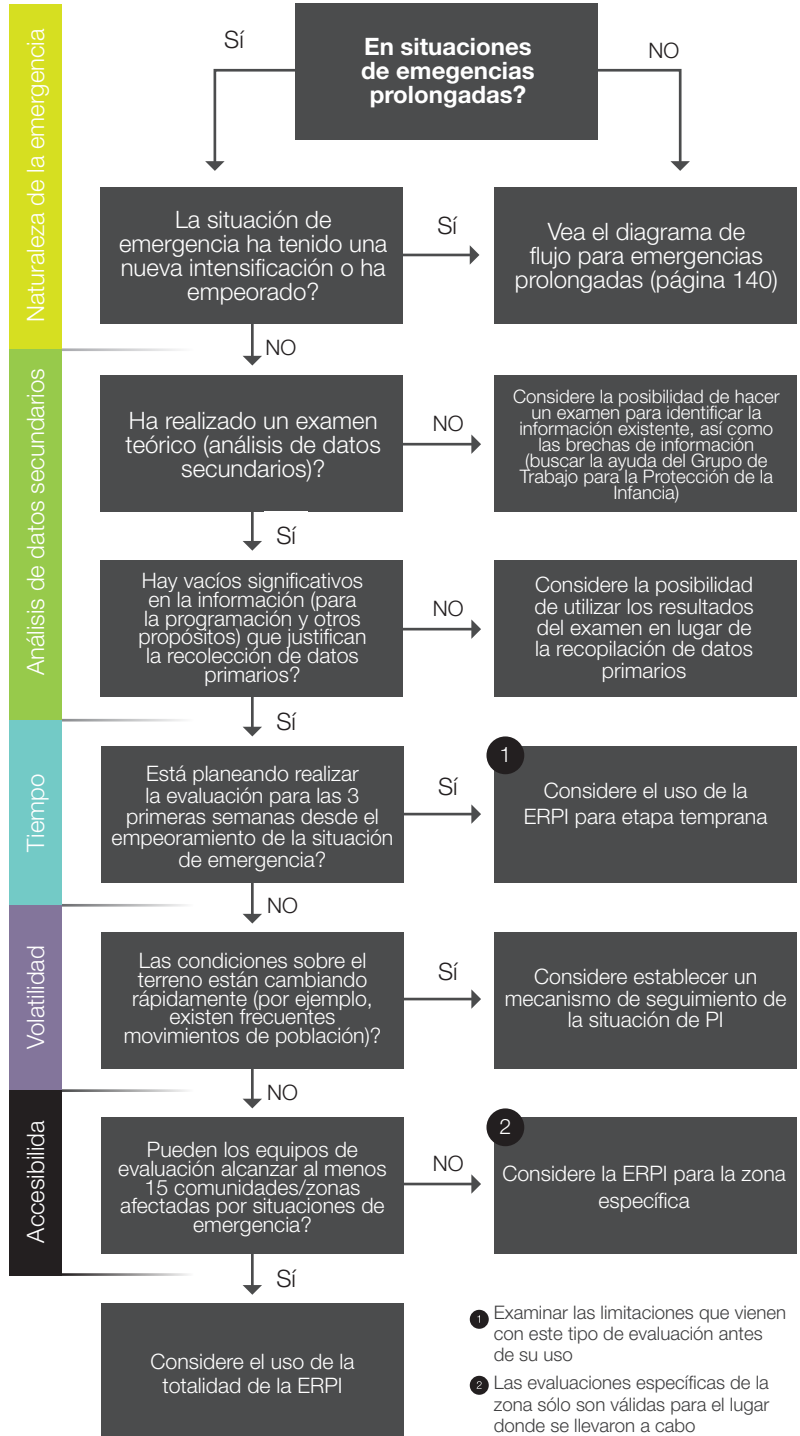 Naturaleza de la emergencia
Sí
En situaciones
de emegencias
prolongadas?
NO
La situación de
emergencia ha tenido una
nueva intensificación o ha
empeorado?
Sí
Vea el diagrama de
flujo para emergencias
prolongadas (página 140)
NO
Análisis de datos secundarios
Ha realizado un examen
teórico (análisis de datos
secundarios)?
NO
Considere la posibilidad de hacer
un examen para identificar la
información existente, así como
las brechas de información
(buscar la ayuda del Grupo de
Trabajo para la Protección de la
Infancia)
Sí
Hay vacíos significativos
en la información (para
la programación y otros
propósitos) que justifican
la recolección de datos
primarios?
NO
Considere la posibilidad
de utilizar los resultados
del examen en lugar de
la recopilación de datos
primarios
Sí
Tiempo
Está planeando realizar
la evaluación para las 3
primeras semanas desde el
empeoramiento de la situación
de emergencia?
Sí
1
Considere el uso de la
ERPI para etapa temprana
NO
Volatilidad
Las condiciones sobre el
terreno están cambiando
rápidamente (por ejemplo,
existen frecuentes
movimientos de población)?
Sí
Considere establecer un
mecanismo de seguimiento de
la situación de PI
NO
Accesibilida
Pueden los equipos de
evaluación alcanzar al menos
15 comunidades/zonas
afectadas por situaciones de
emergencia?
NO
2
Considere la ERPI para la zona
específica
Sí
Considere el uso de la
totalidad de la ERPI
1 Examinar las limitaciones que vienen
con este tipo de evaluación antes
de su uso
2 Las evaluaciones específicas de la
zona sólo son válidas para el lugar
donde se llevaron a cabo